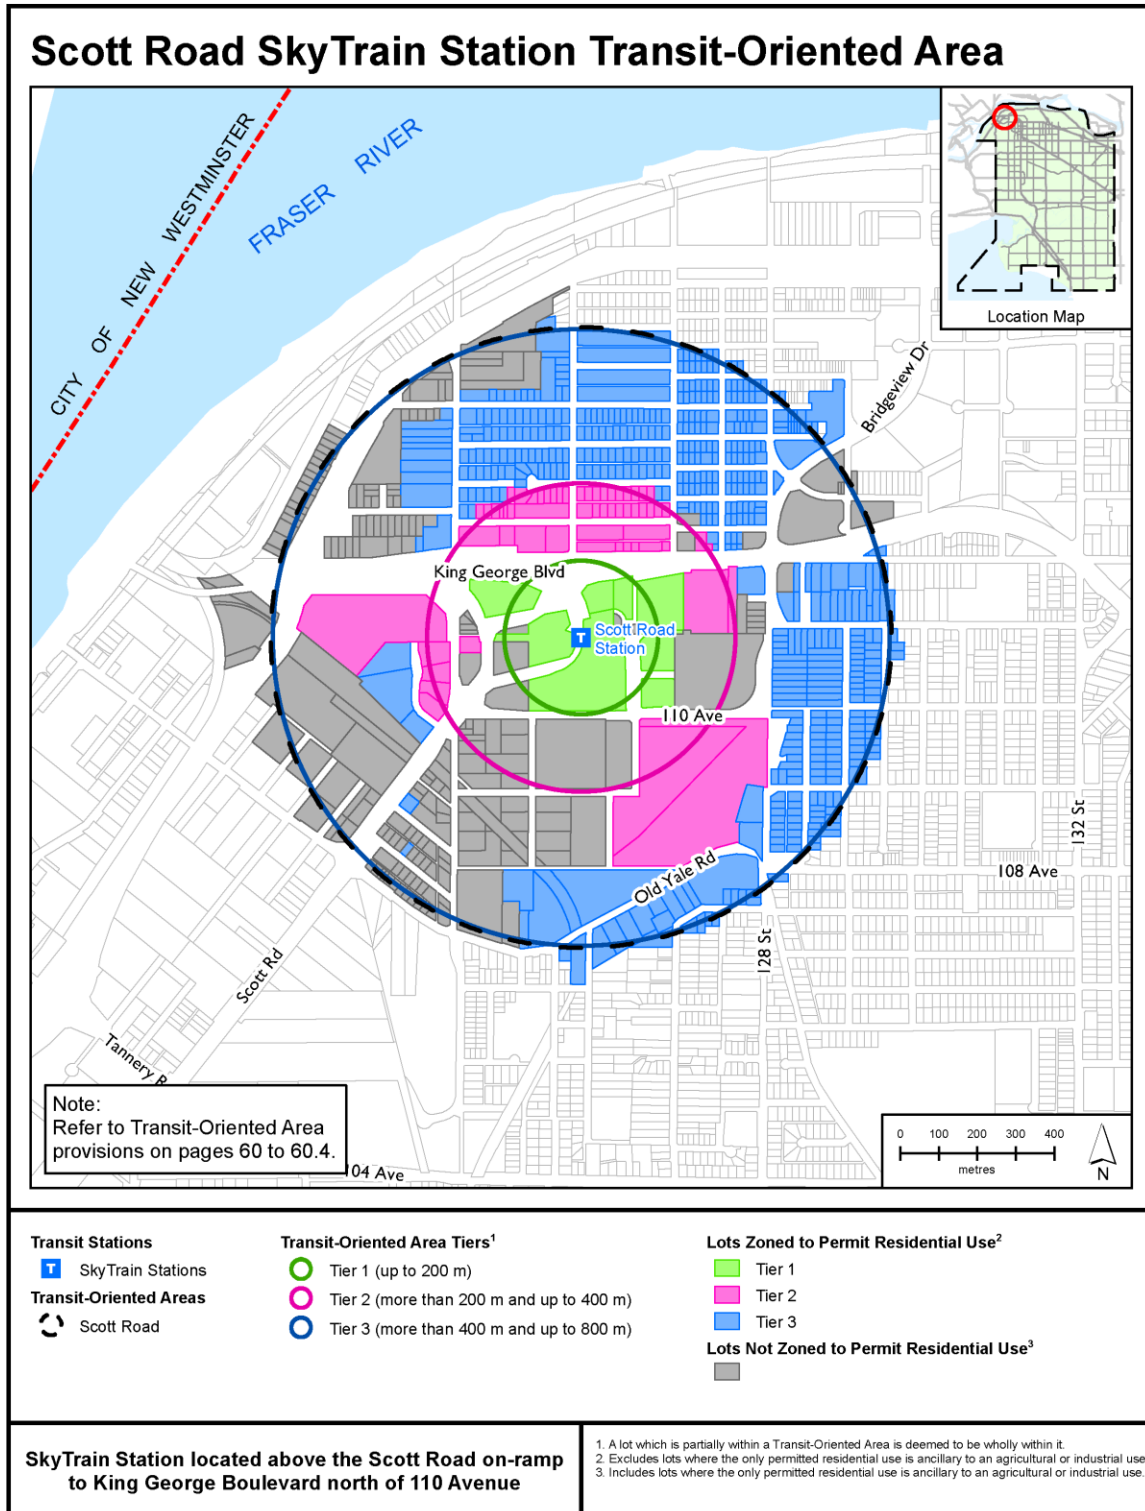 Scott Road SkyTrain Station Transit-Oriented Area
CITY OF NEW WESTMINSTER
FRASER RIVER
Location Map
Bridgeview Dr
King George Blvd
T
Scott Road
Station
110 Ave
132 St
108 Ave
Old Yale Rd
128 St
Scott Rd
Tannery R
Note:
Refer to Transit-Oriented Area
provisions on pages 60 to 60.4.
104 Ave
0 100 200 300 400
metres
N
Transit Stations
T SkyTrain Stations
Transit-Oriented Areas
Scott Road
Transit-Oriented Area Tiers1
Tier 1 (up to 200 m)
Tier 2 (more than 200 m and up to 400 m)
Tier 3 (more than 400 m and up to 800 m)
Lots Zoned to Permit Residential Use2
Tier 1
Tier 2
Tier 3
Lots Not Zoned to Permit Residential Use3
SkyTrain Station located above the Scott Road on-ramp
to King George Boulevard north of 110 Avenue
1. A lot which is partially within a Transit-Oriented Area is deemed to be wholly within it.
2. Excludes lots where the only permitted residential use is ancillary to an agricultural or industrial use
3. Includes lots where the only permitted residential use is ancillary to an agricultural or industrial use.